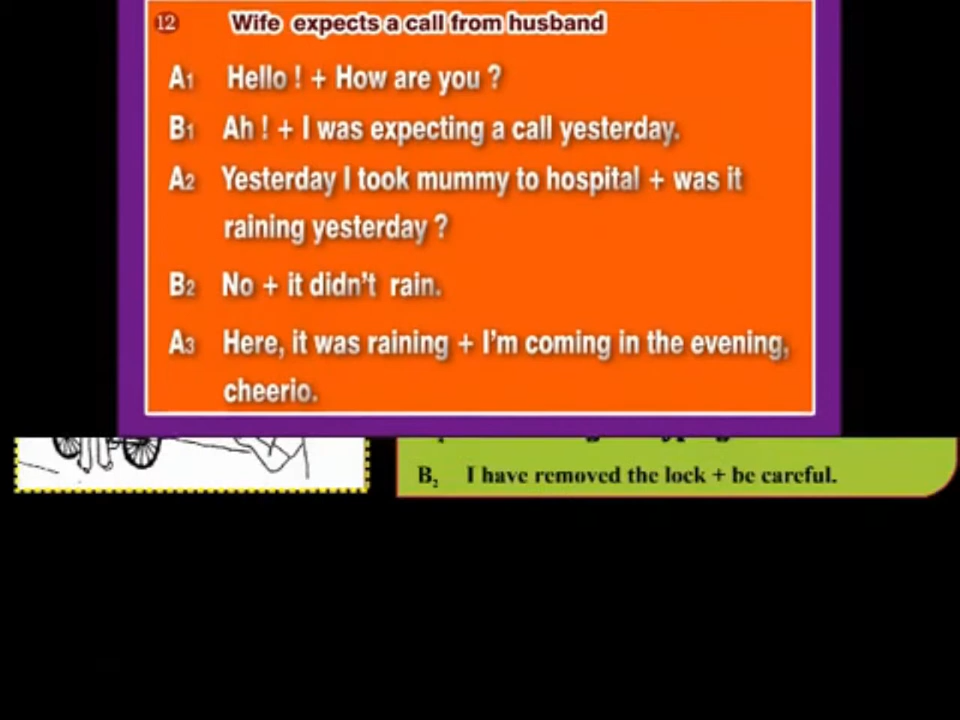 12 Wife expects a call from husband
A1 Hello ! + How are you ?
B1 Ah ! + I was expecting a call yesterday.
A2 Yesterday I took mummy to hospital + was it
raining yesterday ?
B2 No + it didn't rain.
A3 Here, it was raining + I'm coming in the evening,
cheerio.
B2 I have removed the lock + be careful.